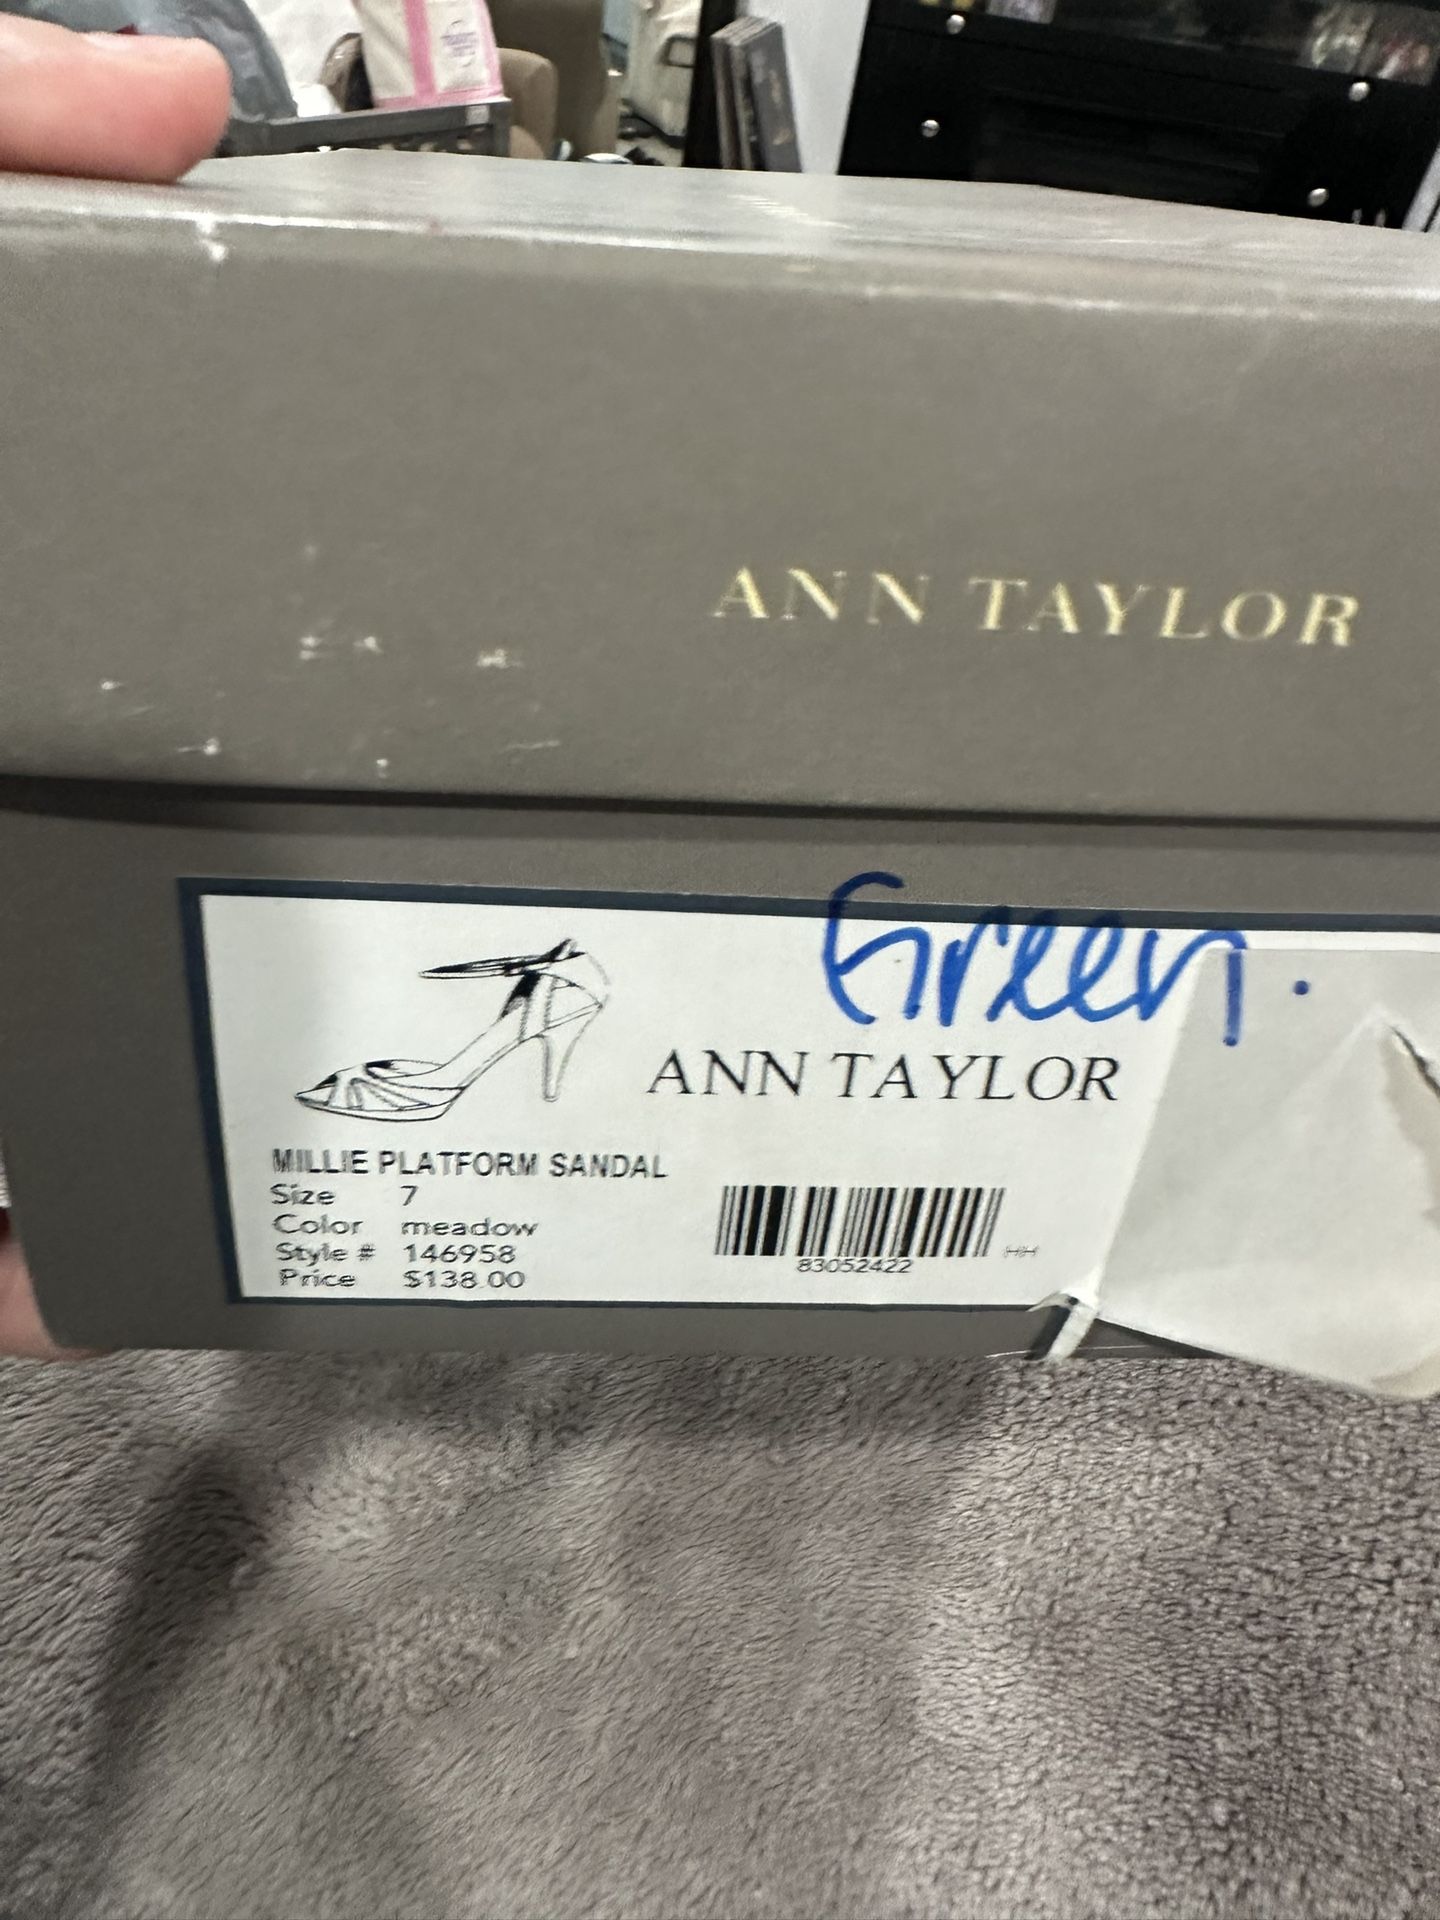 ANN TAYLOR
Green.
ANN TAYLOR
MILLIE PLATFORM SANDAL
Size 7
Color meadow
Style # 146958
Price $138.00
83052422
HH